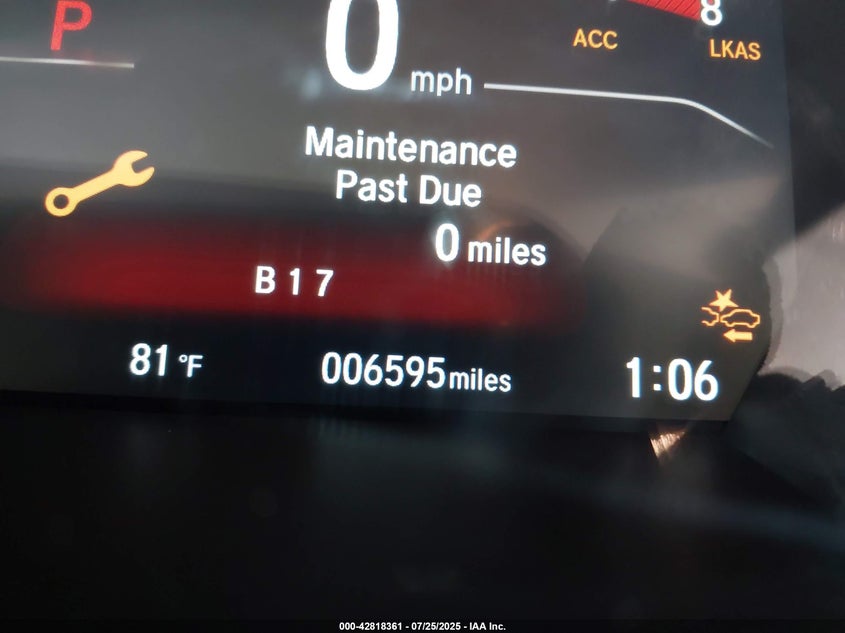 P
8
ACC
LKAS
0 mph
Maintenance
Past Due
0 miles
B 1 7
81 °F
006595 miles
1:06
000-42818361 - 07/25/2025 - IAA Inc.